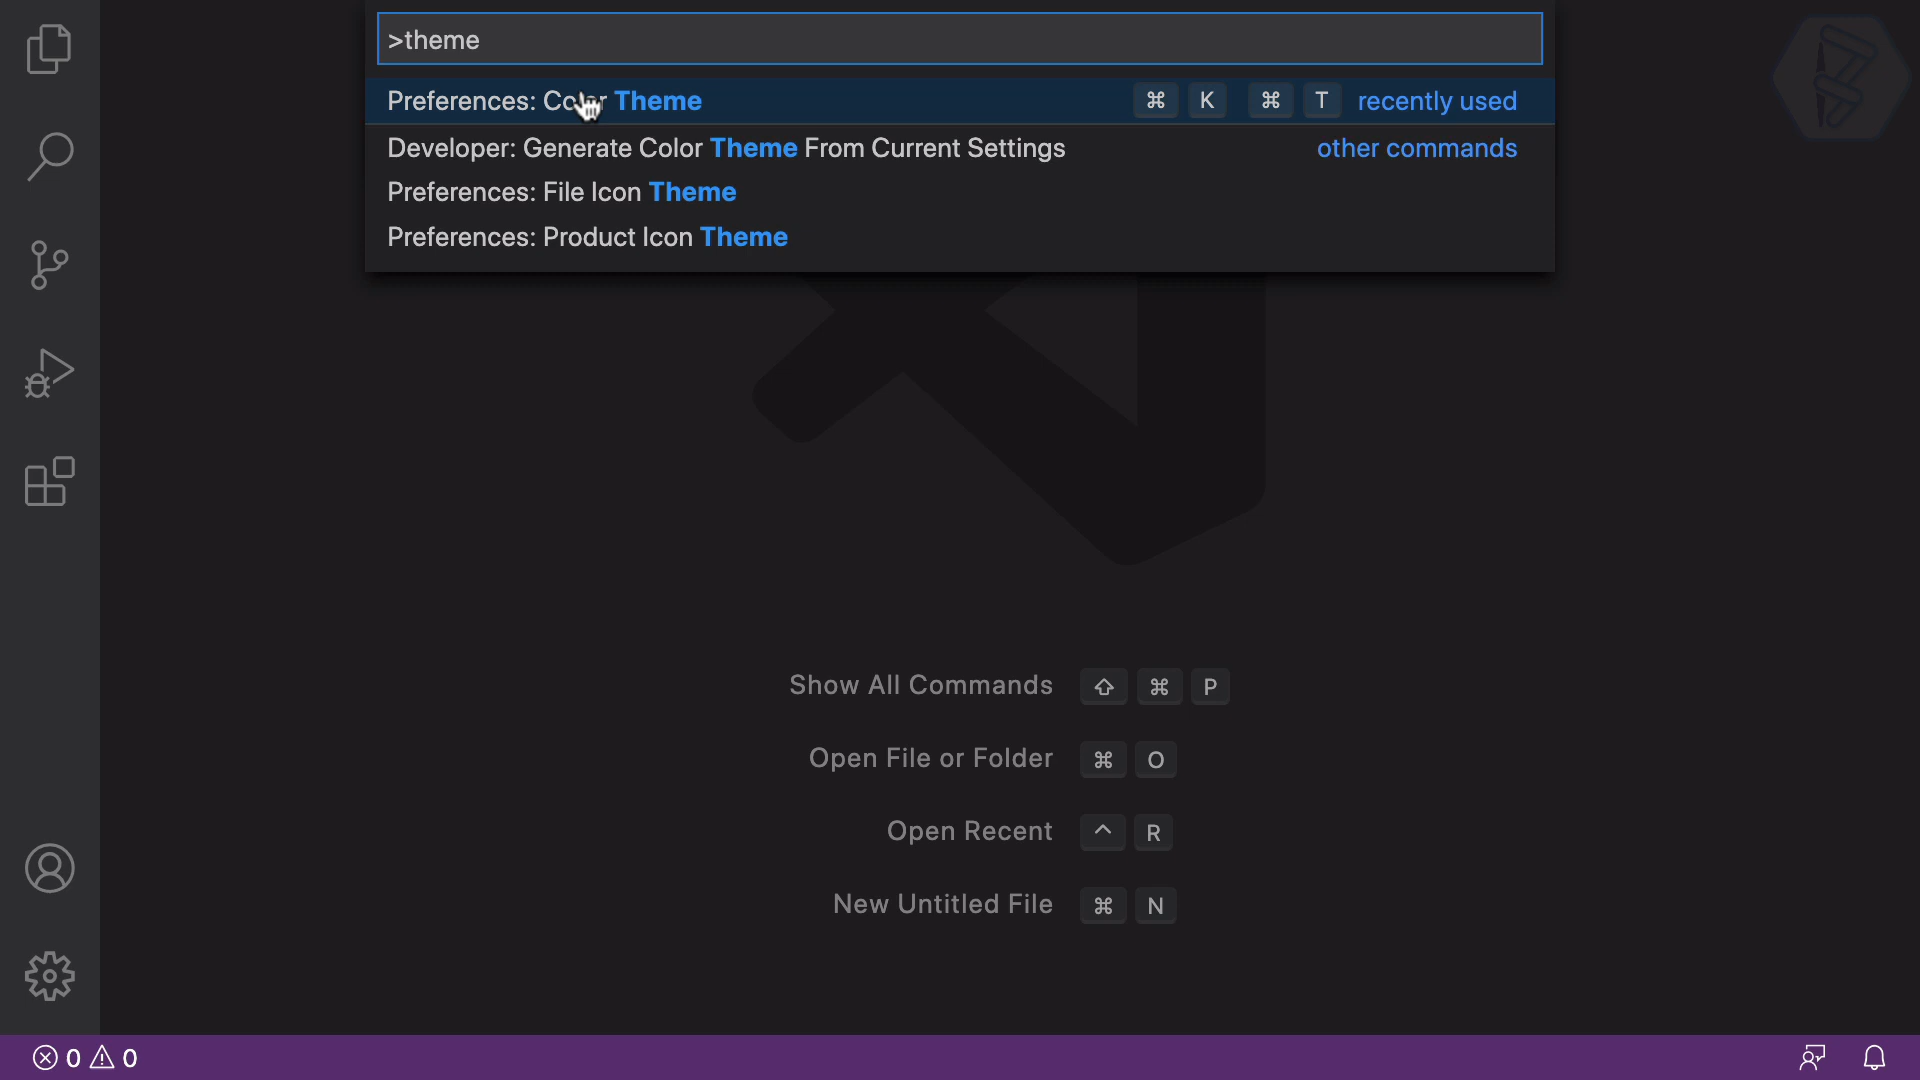 >theme
Preferences: Color Theme ⌘ K ⌘ T recently used
Developer: Generate Color Theme From Current Settings other commands
Preferences: File Icon Theme
Preferences: Product Icon Theme
Show All Commands ⇧ ⌘ P
Open File or Folder ⌘ O
Open Recent ^ R
New Untitled File ⌘ N
0 0